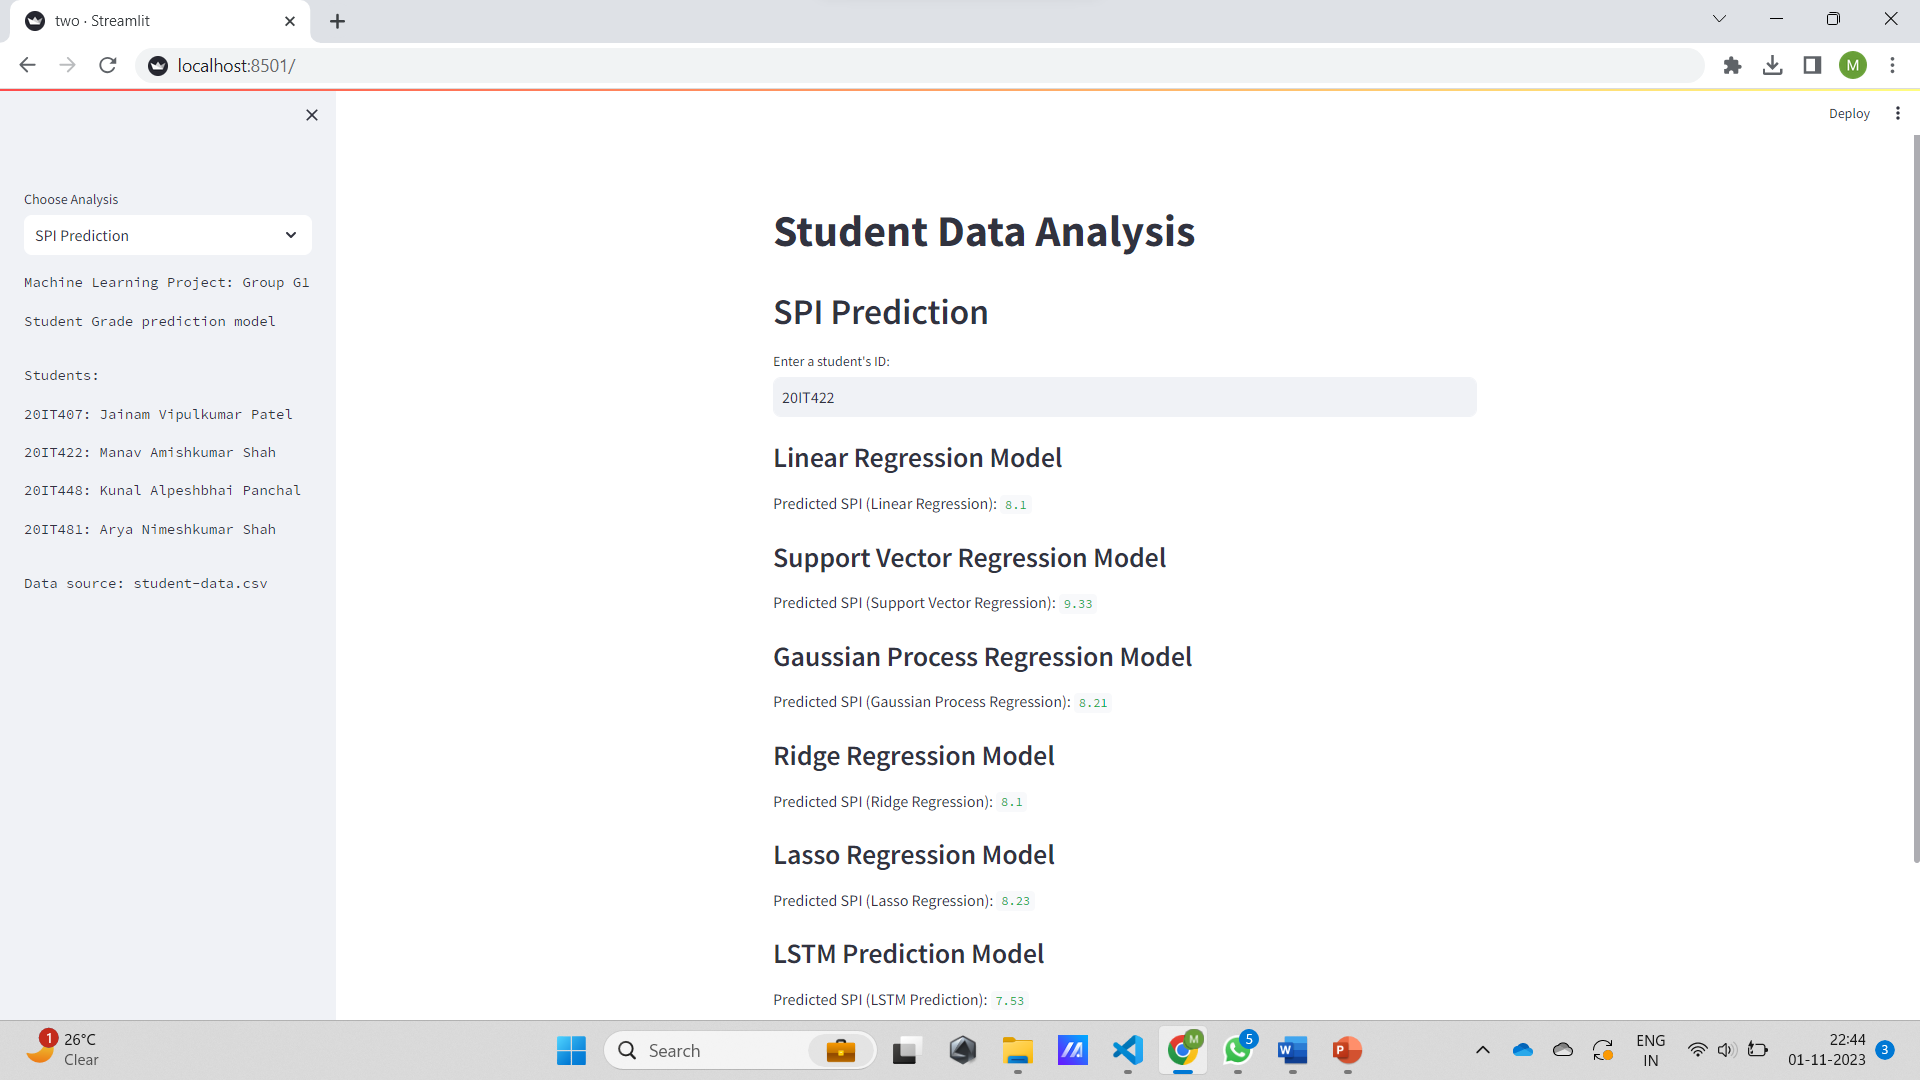 two · Streamlit
localhost:8501/
M
Deploy
Choose Analysis
SPI Prediction
Machine Learning Project: Group G1
Student Grade prediction model
Students:
20IT407: Jainam Vipulkumar Patel
20IT422: Manav Amishkumar Shah
20IT448: Kunal Alpeshbhai Panchal
20IT481: Arya Nimeshkumar Shah
Data source: student-data.csv
Student Data Analysis
SPI Prediction
Enter a student's ID:
20IT422
Linear Regression Model
Predicted SPI (Linear Regression): 8.1
Support Vector Regression Model
Predicted SPI (Support Vector Regression): 9.33
Gaussian Process Regression Model
Predicted SPI (Gaussian Process Regression): 8.21
Ridge Regression Model
Predicted SPI (Ridge Regression): 8.1
Lasso Regression Model
Predicted SPI (Lasso Regression): 8.23
LSTM Prediction Model
Predicted SPI (LSTM Prediction): 7.53
1
26°C
Clear
Search
M
5
W
P
ENG
IN
22:44
01-11-2023
3